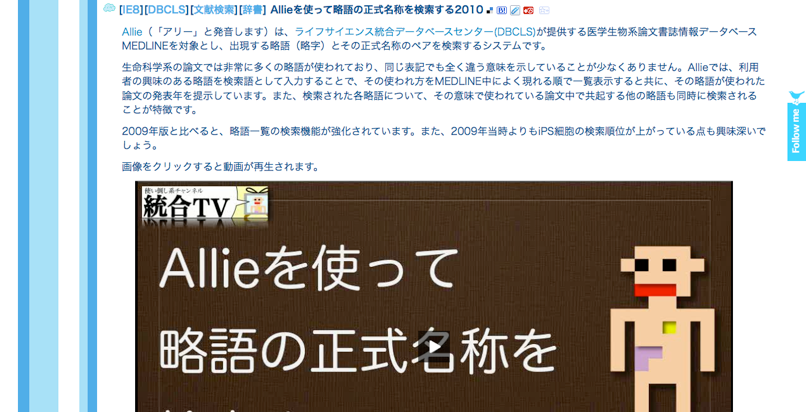 [IEB][DBCLS][文献検索][辞書] Allieを使って略語の正式名称を検索する2010
Allie（「アリー」と発音します）は、ライフサイエンス統合データベースセンター(DBCLS)が提供する医学生物系論文書誌情報データベース
MEDLINEを対象とし、出現する略語（略字）とその正式名称のペアを検索するシステムです。
生命科学系の論文では非常に多くの略語が使われており、同じ表記でも全く違う意味を示していることが少なくありません。Allieでは、利用
者の興味のある略語を検索語として入力することで、その使われ方をMEDLINE中によく現れる順で一覧表示すると共に、その略語が使われた
論文の発表年を提示しています。また、検索された各略語について、その意味で使われている論文中で共起する他の略語も同時に検索される
ことが特徴です。
2009年版と比べると、略語一覧の検索機能が強化されています。また、2009年当時よりもiPS細胞の検索順位が上がっている点も興味深いで
しょう。
画像をクリックすると動画が再生されます。
Follow me
使い倒し系チャンネル
統合TV
Allieを使って
略語の正式名称を